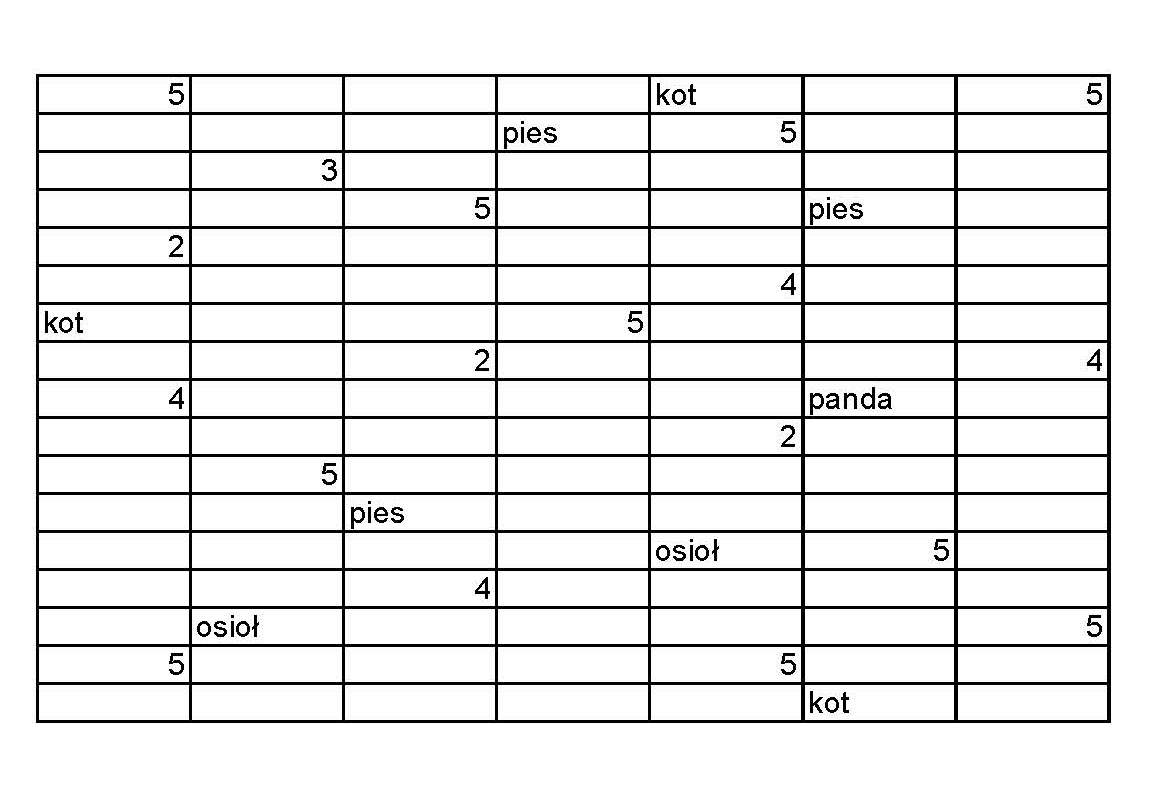 5 kot 5
pies 5
3
5 pies
2
4
kot 5
2 4
4 panda
2
5
pies
osioł 5
4
osioł 5
5 5
kot